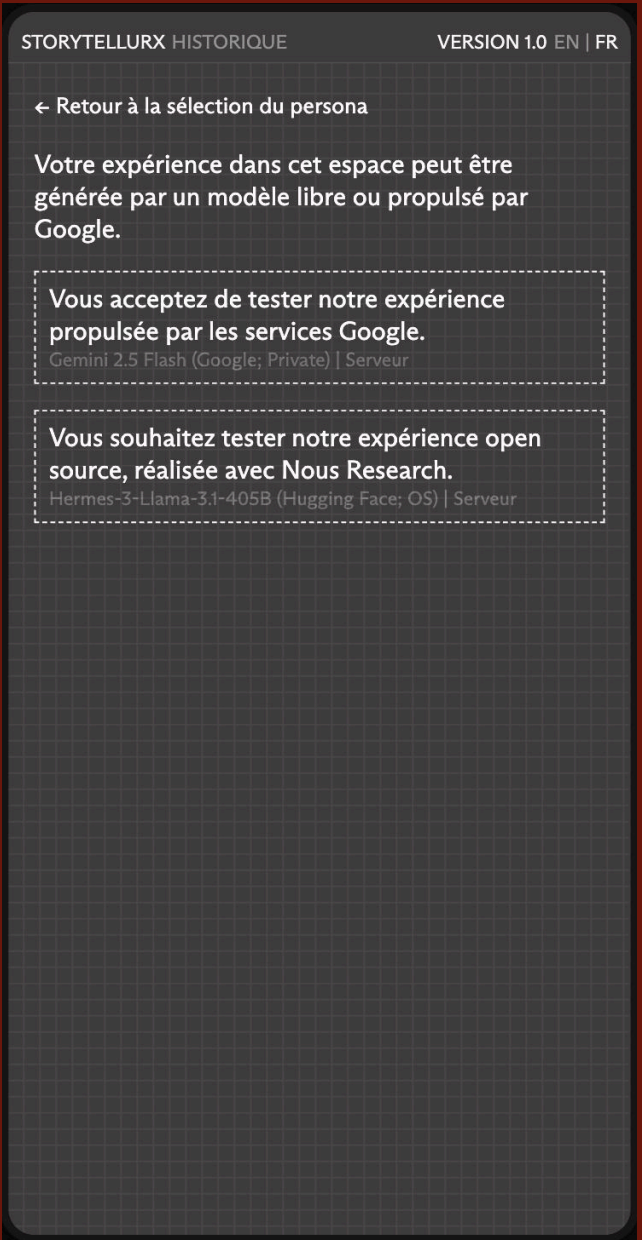 STORYTELLURX HISTORIQUE VERSION 1.0 EN | FR
← Retour à la sélection du persona
Votre expérience dans cet espace peut être
générée par un modèle libre ou propulsé par
Google.
Vous acceptez de tester notre expérience
propulsée par les services Google.
Gemini 2.5 Flash (Google; Private) | Serveur
Vous souhaitez tester notre expérience open
source, réalisée avec Nous Research.
Hermes-3-Llama-3.1-405B (Hugging Face; OS) | Serveur